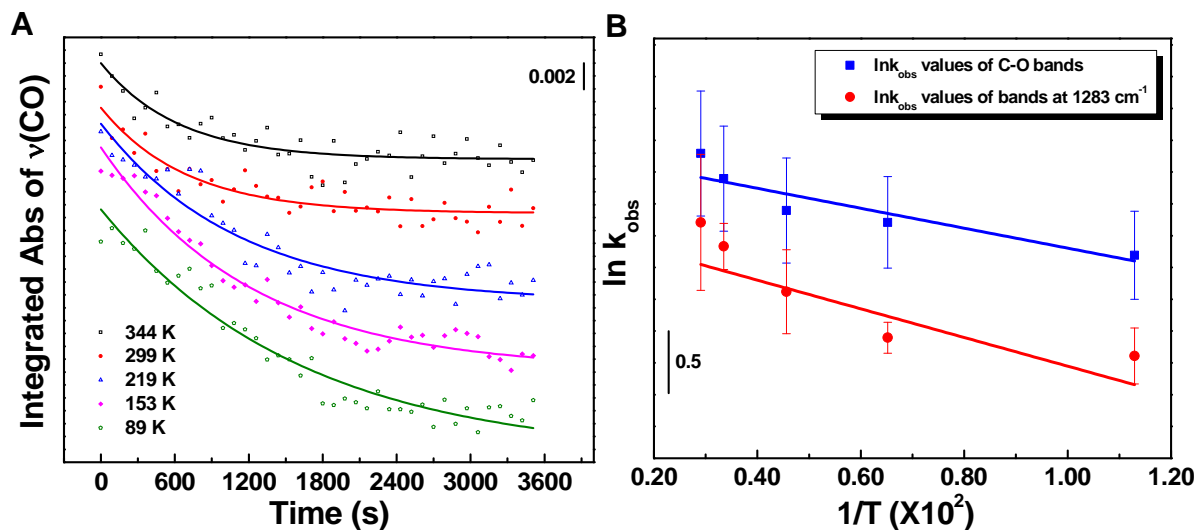 A
Integrated Abs of ν(CO)
0.002
344 K
299 K
219 K
153 K
89 K
0 600 1200 1800 2400 3000 3600
Time (s)
B
ln k_obs
lnk_obs values of C-O bands
lnk_obs values of bands at 1283 cm⁻¹
0.5
0.20 0.40 0.60 0.80 1.00 1.20
1/T (X10²)